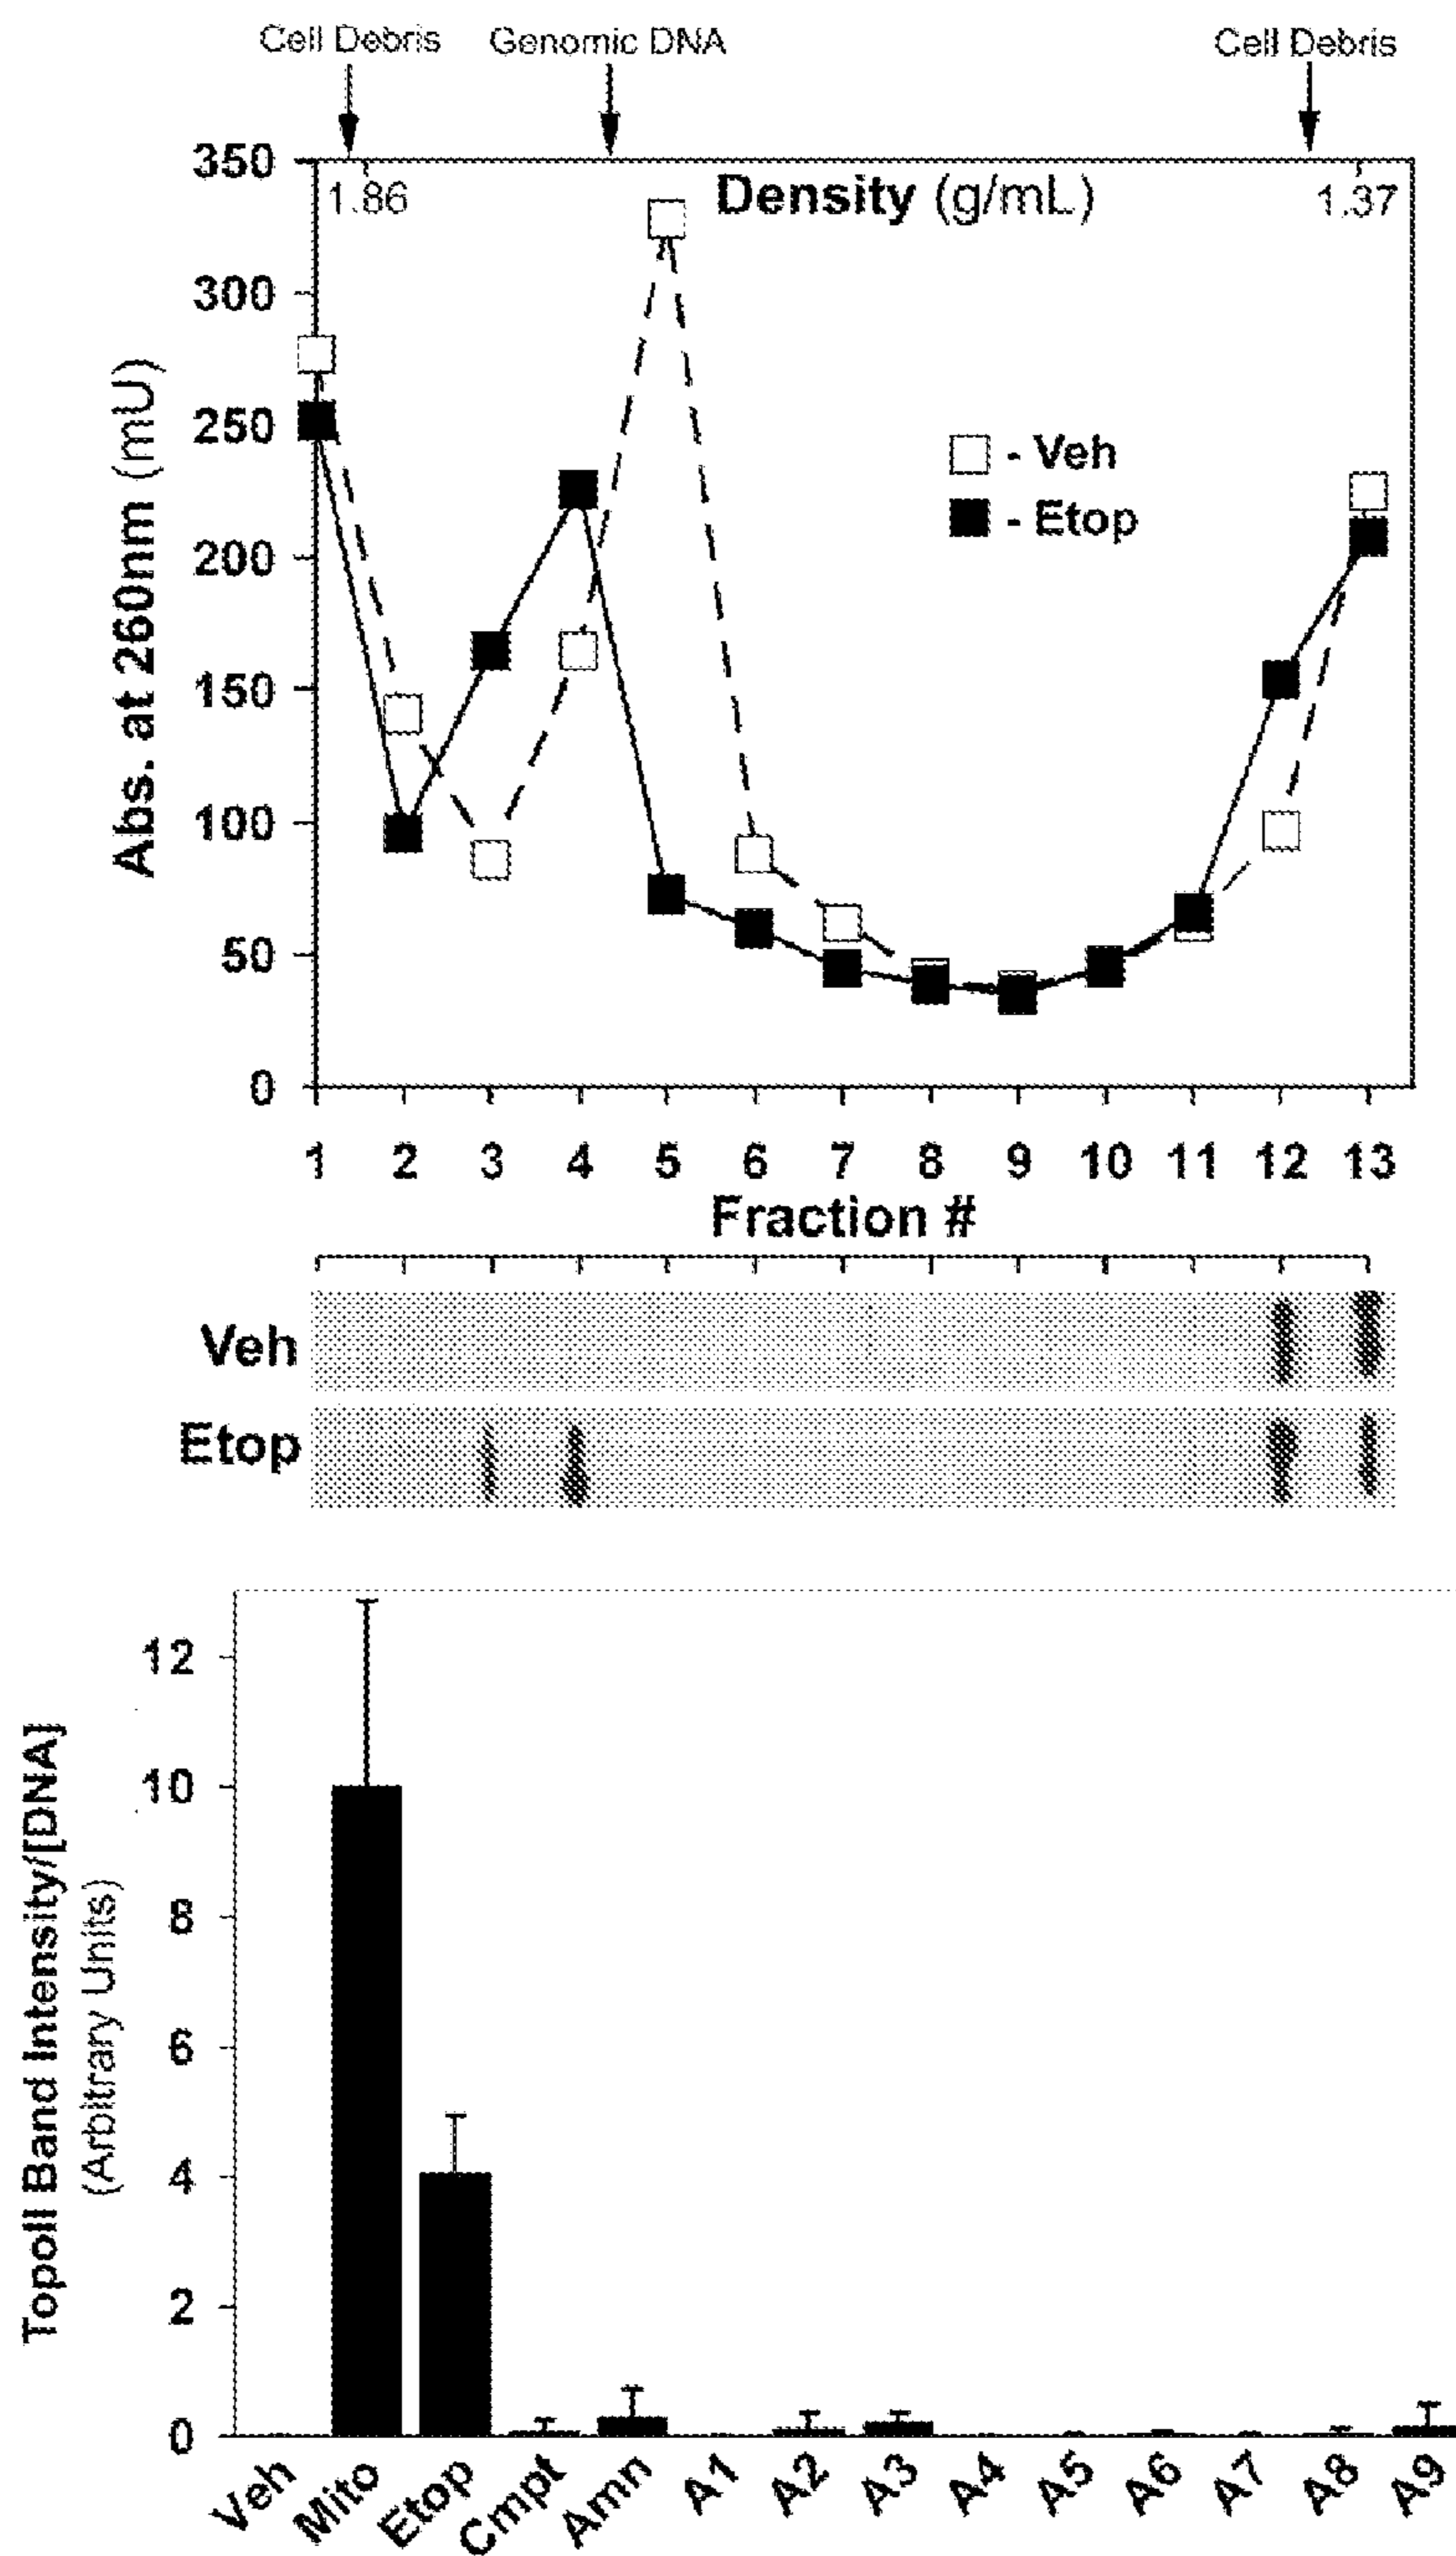 Cell Debris Genomic DNA Cell Debris
350
1.86 Density (g/mL) 1.37
300
250
200
150
100
50
0
Abs. at 260nm (mU)
- Veh
- Etop
1 2 3 4 5 6 7 8 9 10 11 12 13
Fraction #
Veh
Etop
12
10
8
6
4
2
0
TopoII Band Intensity/[DNA]
(Arbitrary Units)
Veh Mito Etop Cmpt Amn A1 A2 A3 A4 A5 A6 A7 A8 A9